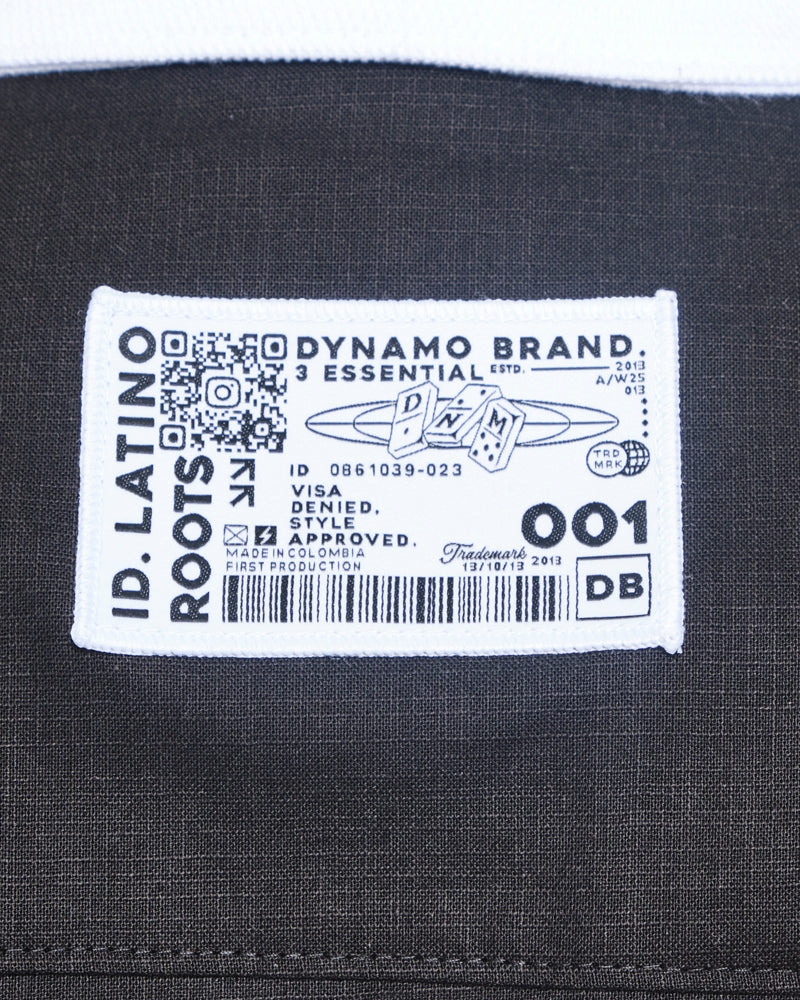 ID. LATINO
ROOTS
DYNAMO BRAND.
3 ESSENTIAL ESTD. 2013
A/W25
013
D N M
TRD
MRK
ID 0861039-023
VISA
DENIED,
STYLE
APPROVED.
001
MADE IN COLOMBIA
FIRST PRODUCTION
Trademark
13/10/13 2013
DB